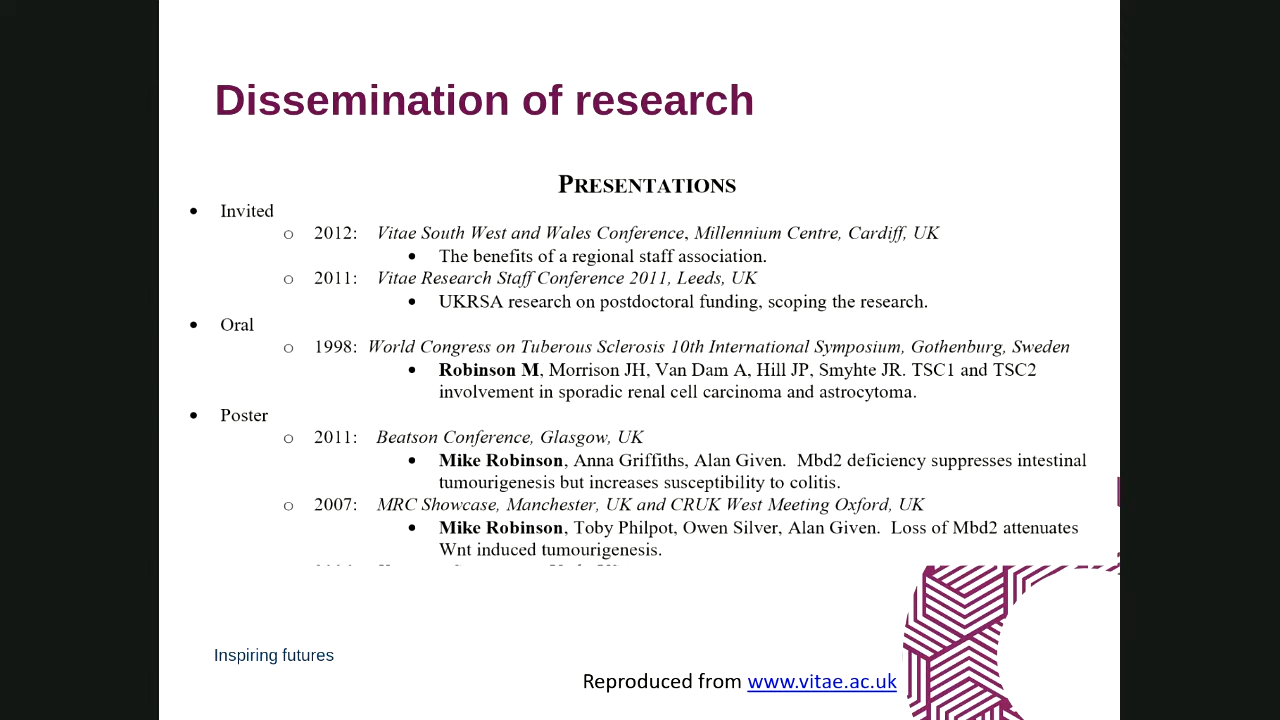 Dissemination of research
PRESENTATIONS
• Invited
o 2012: Vitae South West and Wales Conference, Millennium Centre, Cardiff, UK
• The benefits of a regional staff association.
o 2011: Vitae Research Staff Conference 2011, Leeds, UK
• UKRSA research on postdoctoral funding, scoping the research.
• Oral
o 1998: World Congress on Tuberous Sclerosis 10th International Symposium, Gothenburg, Sweden
• Robinson M, Morrison JH, Van Dam A, Hill JP, Smyhte JR. TSC1 and TSC2
involvement in sporadic renal cell carcinoma and astrocytoma.
• Poster
o 2011: Beatson Conference, Glasgow, UK
• Mike Robinson, Anna Griffiths, Alan Given. Mbd2 deficiency suppresses intestinal
tumourigenesis but increases susceptibility to colitis.
o 2007: MRC Showcase, Manchester, UK and CRUK West Meeting Oxford, UK
• Mike Robinson, Toby Philpot, Owen Silver, Alan Given. Loss of Mbd2 attenuates
Wnt induced tumourigenesis.
Inspiring futures
Reproduced from www.vitae.ac.uk